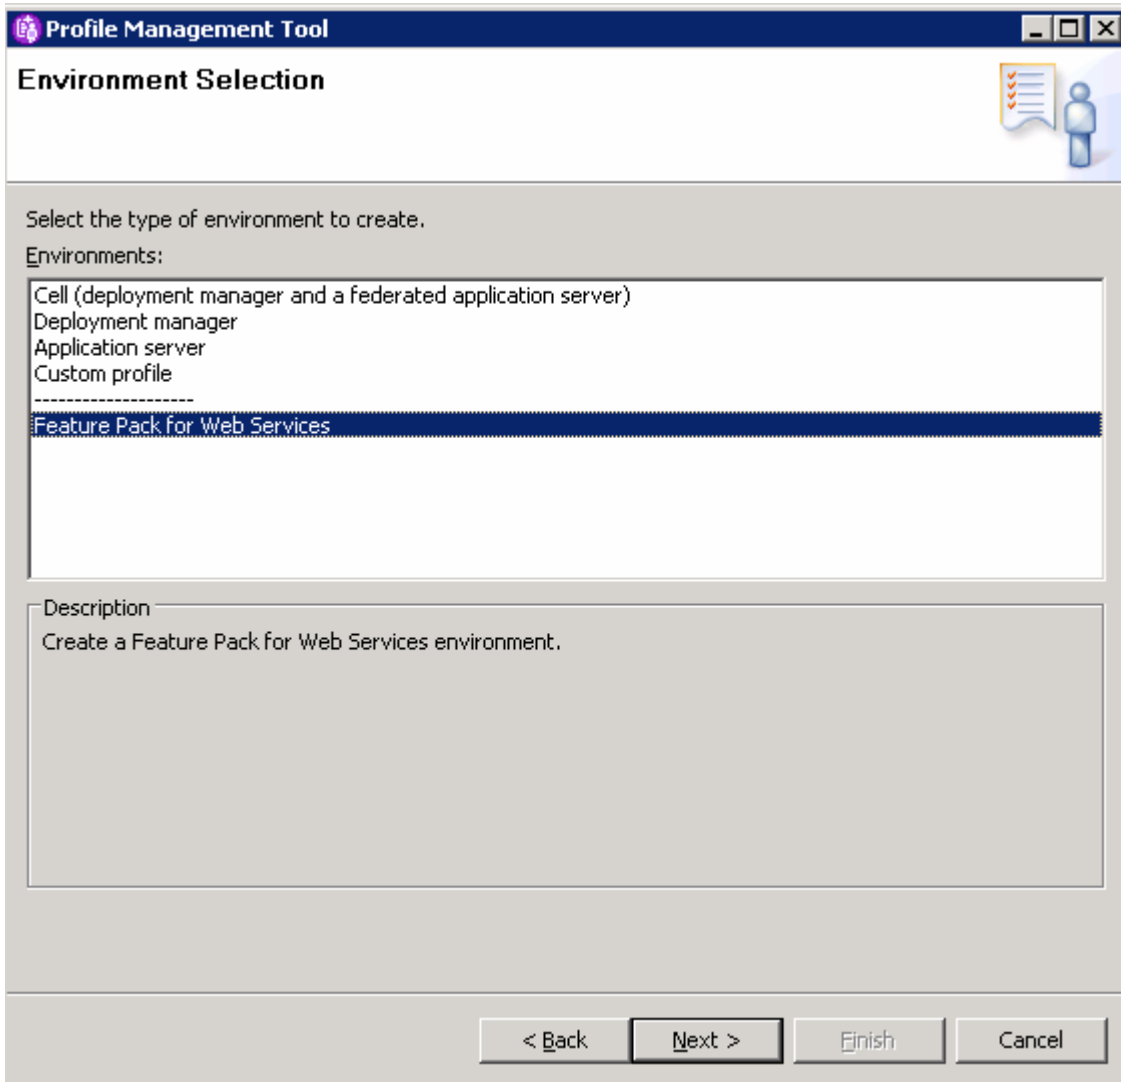 Profile Management Tool
Environment Selection
Select the type of environment to create.
Environments:
Cell (deployment manager and a federated application server)
Deployment manager
Application server
Custom profile
--------------------
Feature Pack for Web Services
Description
Create a Feature Pack for Web Services environment.
< Back Next > Finish Cancel